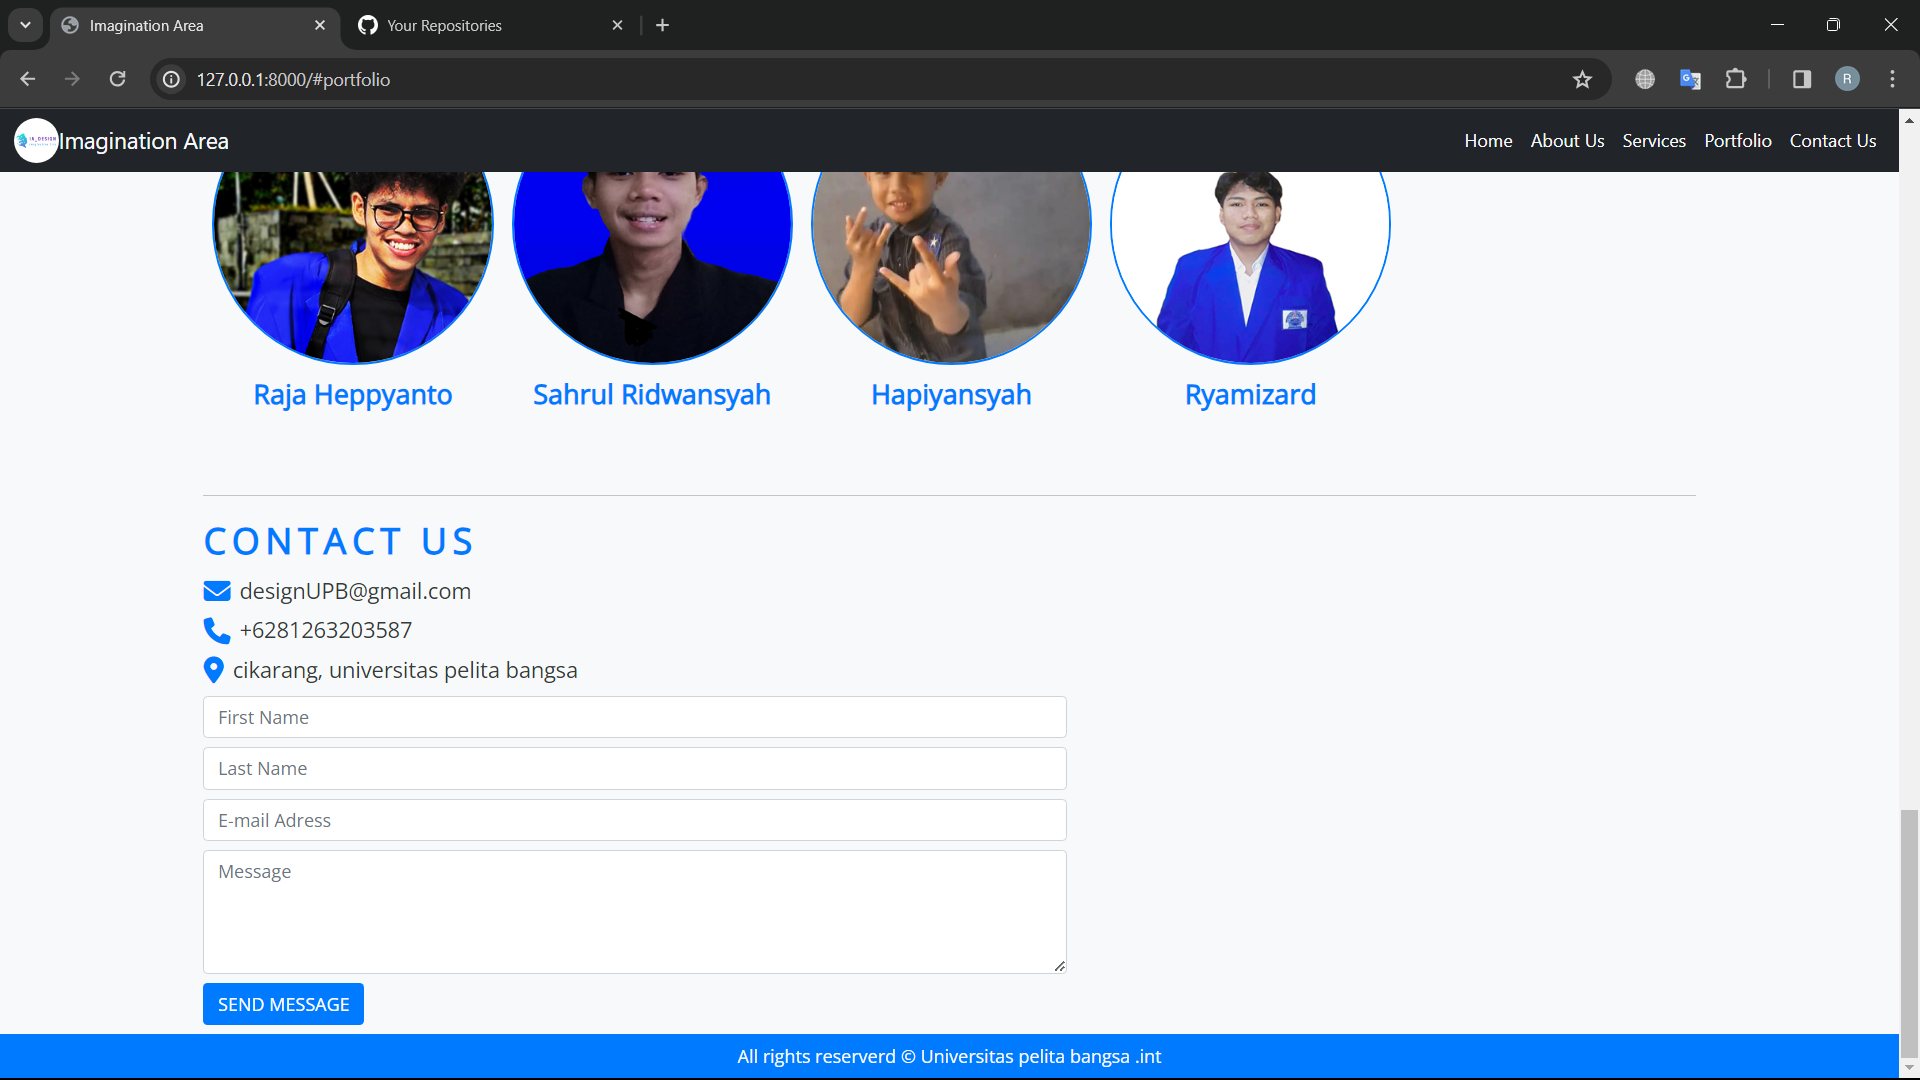 Imagination Area
Your Repositories
127.0.0.1:8000/#portfolio
R
Imagination Area
Home About Us Services Portfolio Contact Us
Raja Heppyanto
Sahrul Ridwansyah
Hapiyansyah
Ryamizard
CONTACT US
designUPB@gmail.com
+6281263203587
cikarang, universitas pelita bangsa
First Name
Last Name
E-mail Adress
Message
SEND MESSAGE
All rights reserverd © Universitas pelita bangsa .int